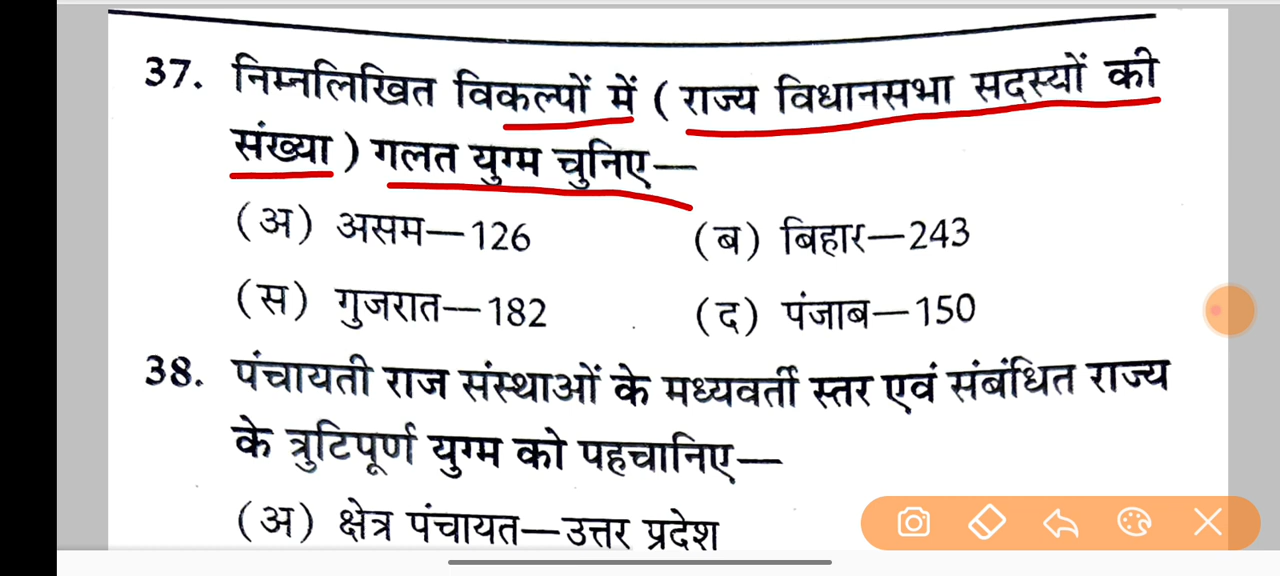 37. निम्नलिखित विकल्पों में (राज्य विधानसभा सदस्यों की
संख्या) गलत युग्म चुनिए—
(अ) असम—126 (ब) बिहार—243
(स) गुजरात—182 (द) पंजाब—150
38. पंचायती राज संस्थाओं के मध्यवर्ती स्तर एवं संबंधित राज्य
के त्रुटिपूर्ण युग्म को पहचानिए—
(अ) क्षेत्र पंचायत—उत्तर प्रदेश